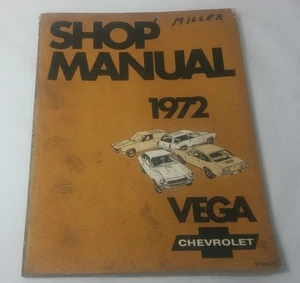 MILLER
SHOP
MANUAL
1972
VEGA
CHEVROLET